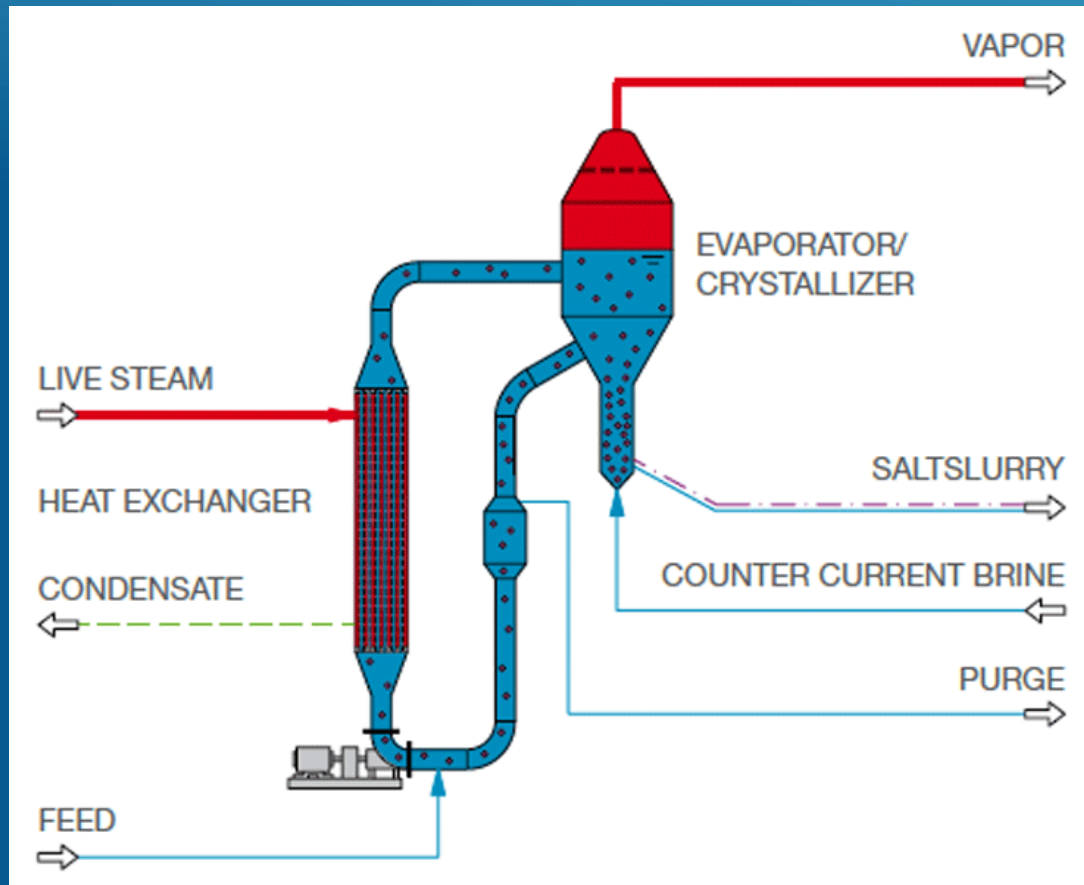 VAPOR
EVAPORATOR/
CRYSTALLIZER
LIVE STEAM
HEAT EXCHANGER
SALTSLURRY
CONDENSATE
COUNTER CURRENT BRINE
PURGE
FEED